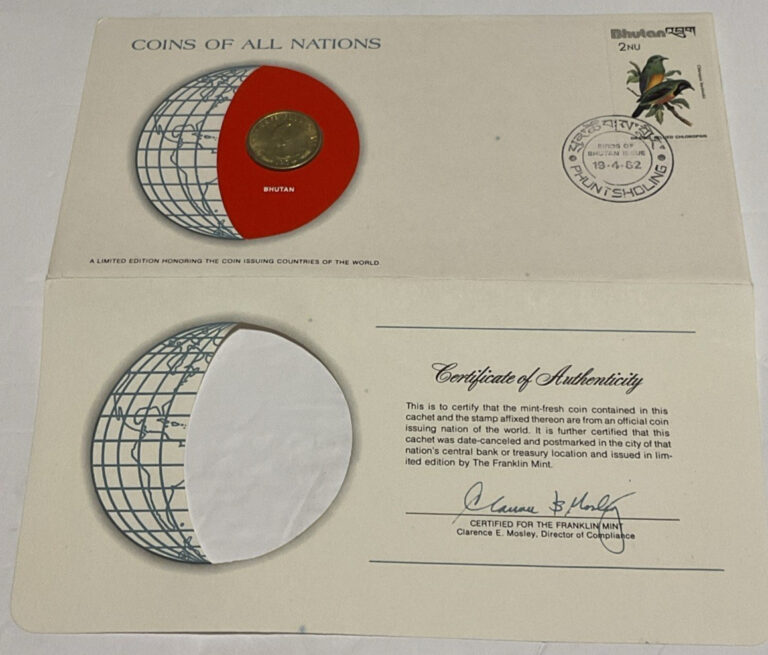 COINS OF ALL NATIONS
Bhutan འབྲུག
2NU
BHUTAN
BIRDS OF
BHUTAN ISSUE
19-4-82
PHUNTSHOLING
A LIMITED EDITION HONORING THE COIN ISSUING COUNTRIES OF THE WORLD.
Certificate of Authenticity
This is to certify that the mint-fresh coin contained in this
cachet and the stamp affixed thereon are from an official coin
issuing nation of the world. It is further certified that this
cachet was date-canceled and postmarked in the city of that
nation's central bank or treasury location and issued in lim-
ited edition by The Franklin Mint.
CERTIFIED FOR THE FRANKLIN MINT
Clarence E. Mosley, Director of Compliance